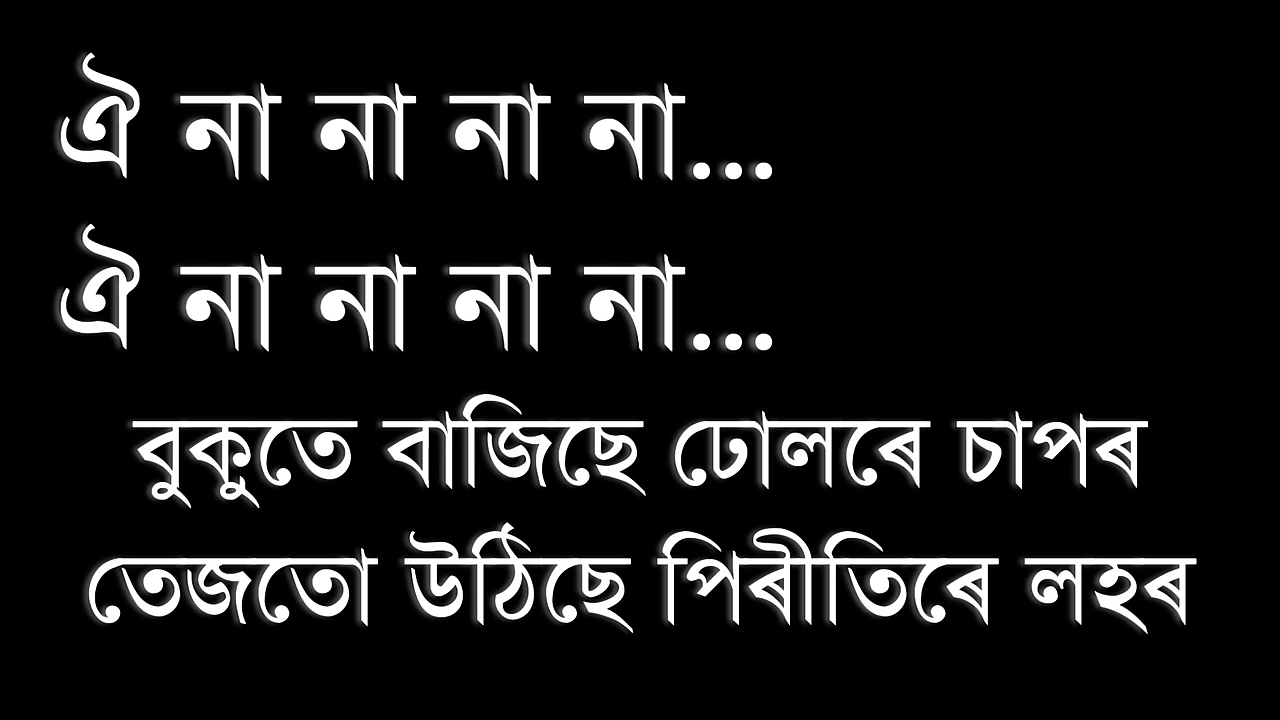 ঐ না না না না...
ঐ না না না না...
বুকুতে বাজিছে ঢোলৰে চাপৰ
তেজতো উঠিছে পিৰীতিৰে লহৰ